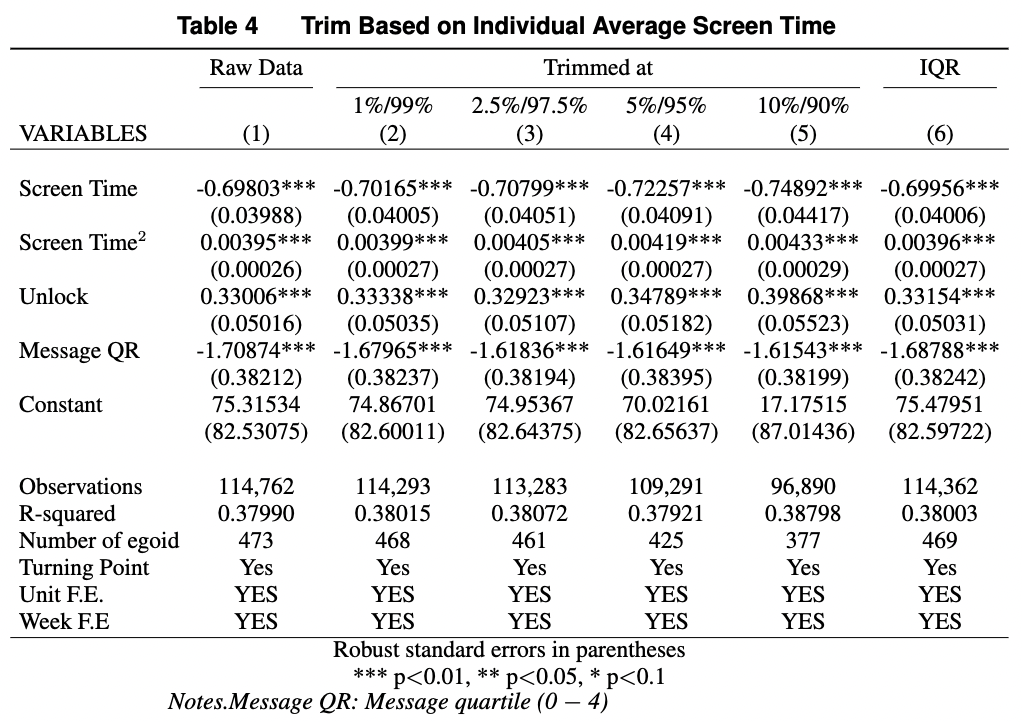 Table 4 Trim Based on Individual Average Screen Time
Raw Data Trimmed at IQR
1%/99% 2.5%/97.5% 5%/95% 10%/90%
VARIABLES (1) (2) (3) (4) (5) (6)
Screen Time -0.69803*** -0.70165*** -0.70799*** -0.72257*** -0.74892*** -0.69956***
(0.03988) (0.04005) (0.04051) (0.04091) (0.04417) (0.04006)
Screen Time² 0.00395*** 0.00399*** 0.00405*** 0.00419*** 0.00433*** 0.00396***
(0.00026) (0.00027) (0.00027) (0.00027) (0.00029) (0.00027)
Unlock 0.33006*** 0.33338*** 0.32923*** 0.34789*** 0.39868*** 0.33154***
(0.05016) (0.05035) (0.05107) (0.05182) (0.05523) (0.05031)
Message QR -1.70874*** -1.67965*** -1.61836*** -1.61649*** -1.61543*** -1.68788***
(0.38212) (0.38237) (0.38194) (0.38395) (0.38199) (0.38242)
Constant 75.31534 74.86701 74.95367 70.02161 17.17515 75.47951
(82.53075) (82.60011) (82.64375) (82.65637) (87.01436) (82.59722)
Observations 114,762 114,293 113,283 109,291 96,890 114,362
R-squared 0.37990 0.38015 0.38072 0.37921 0.38798 0.38003
Number of egoid 473 468 461 425 377 469
Turning Point Yes Yes Yes Yes Yes Yes
Unit F.E. YES YES YES YES YES YES
Week F.E YES YES YES YES YES YES
Robust standard errors in parentheses
*** p<0.01, ** p<0.05, * p<0.1
Notes.Message QR: Message quartile (0 − 4)